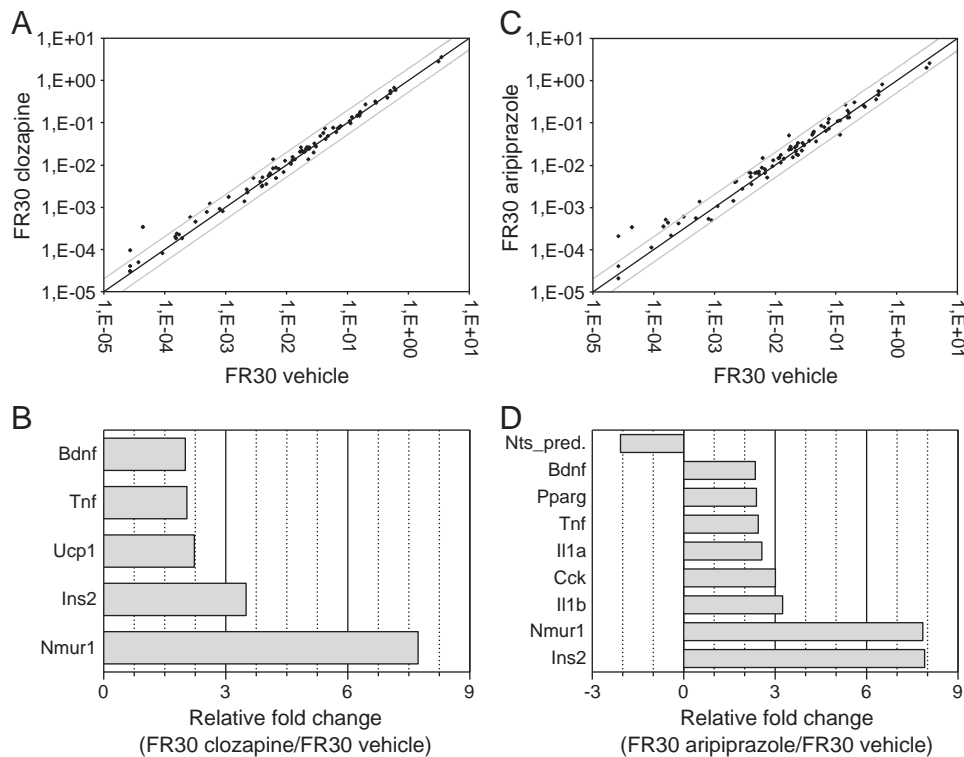 A
1,E+01
1,E+00
1,E-01
1,E-02
1,E-03
1,E-04
1,E-05
FR30 clozapine
1,E-05
1,E-04
1,E-03
1,E-02
1,E-01
1,E+00
1,E+01
FR30 vehicle
C
1,E+01
1,E+00
1,E-01
1,E-02
1,E-03
1,E-04
1,E-05
FR30 aripiprazole
1,E-05
1,E-04
1,E-03
1,E-02
1,E-01
1,E+00
1,E+01
FR30 vehicle
B
Bdnf
Tnf
Ucp1
Ins2
Nmur1
0
3
6
9
Relative fold change
(FR30 clozapine/FR30 vehicle)
D
Nts_pred.
Bdnf
Pparg
Tnf
Il1a
Cck
Il1b
Nmur1
Ins2
-3
0
3
6
9
Relative fold change
(FR30 aripiprazole/FR30 vehicle)